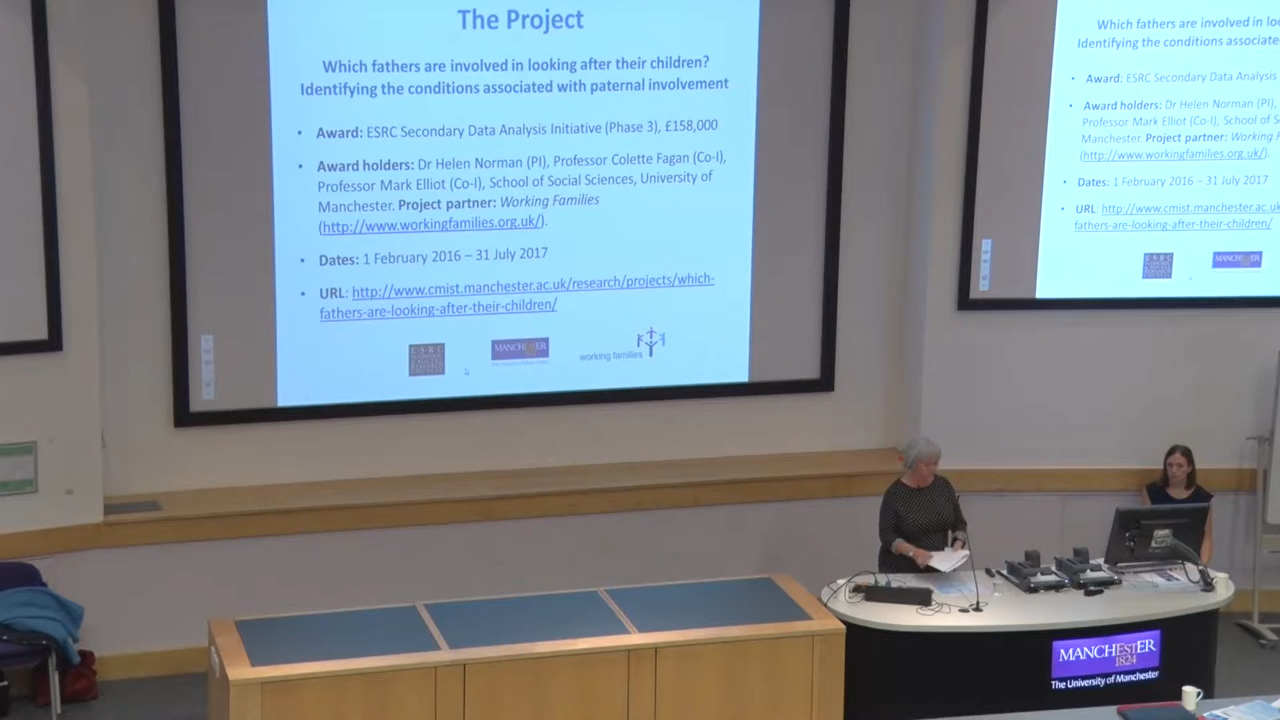 The Project
Which fathers are involved in looking after their children?
Identifying the conditions associated with paternal involvement
• Award: ESRC Secondary Data Analysis Initiative (Phase 3), £158,000
• Award holders: Dr Helen Norman (PI), Professor Colette Fagan (Co-I),
Professor Mark Elliot (Co-I), School of Social Sciences, University of
Manchester. Project partner: Working Families
(http://www.workingfamilies.org.uk/).
• Dates: 1 February 2016 – 31 July 2017
• URL: http://www.cmist.manchester.ac.uk/research/projects/which-
fathers-are-looking-after-their-children/
E S R C
MANCHESTER
working families
Which fathers are involved in lo
Identifying the conditions associate
• Award: ESRC Secondary Data Analysis
• Award holders: Dr Helen Norman (PI),
Professor Mark Elliot (Co-I), School of S
Manchester. Project partner: Working F
(http://www.workingfamilies.org.uk/).
• Dates: 1 February 2016 – 31 July 2017
• URL: http://www.cmist.manchester.ac.uk
fathers-are-looking-after-their-children/
E S R C
MANCHESTER
MANCHESTER
1824
The University of Manchester